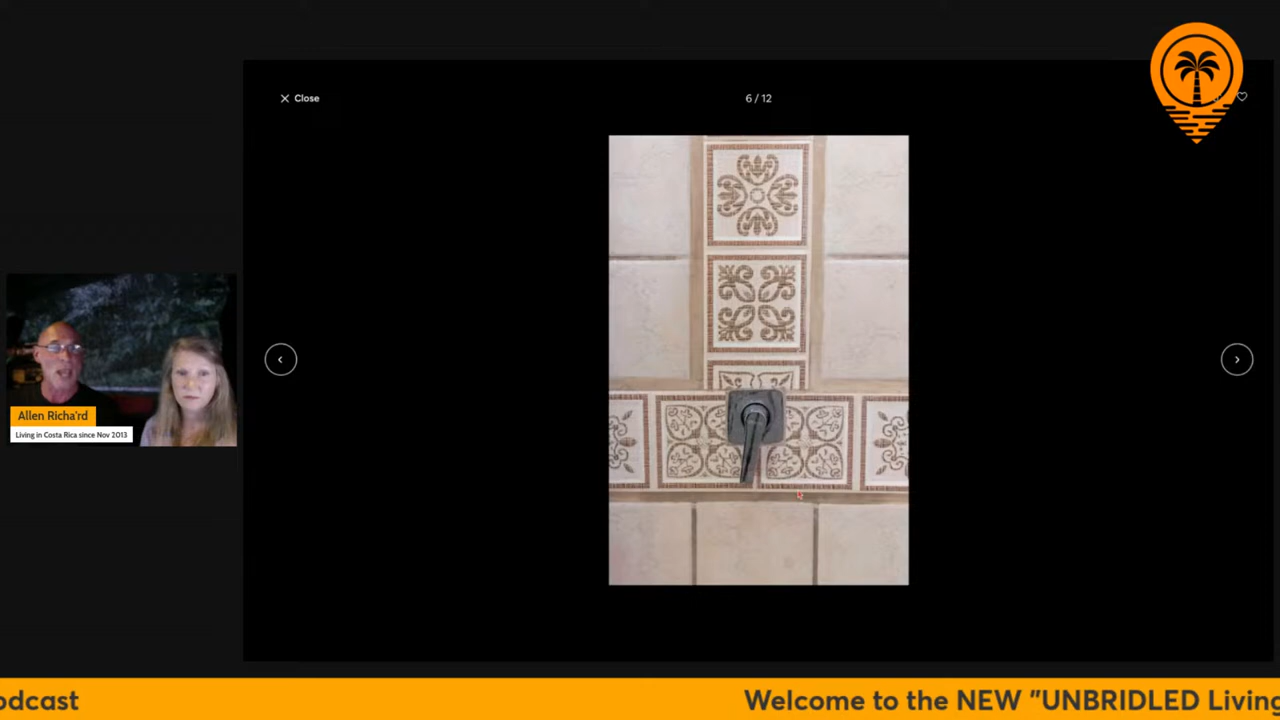 Close
6 / 12
Allen Richa'rd
Living in Costa Rica since Nov 2013
odcast
Welcome to the NEW "UNBRIDLED Living